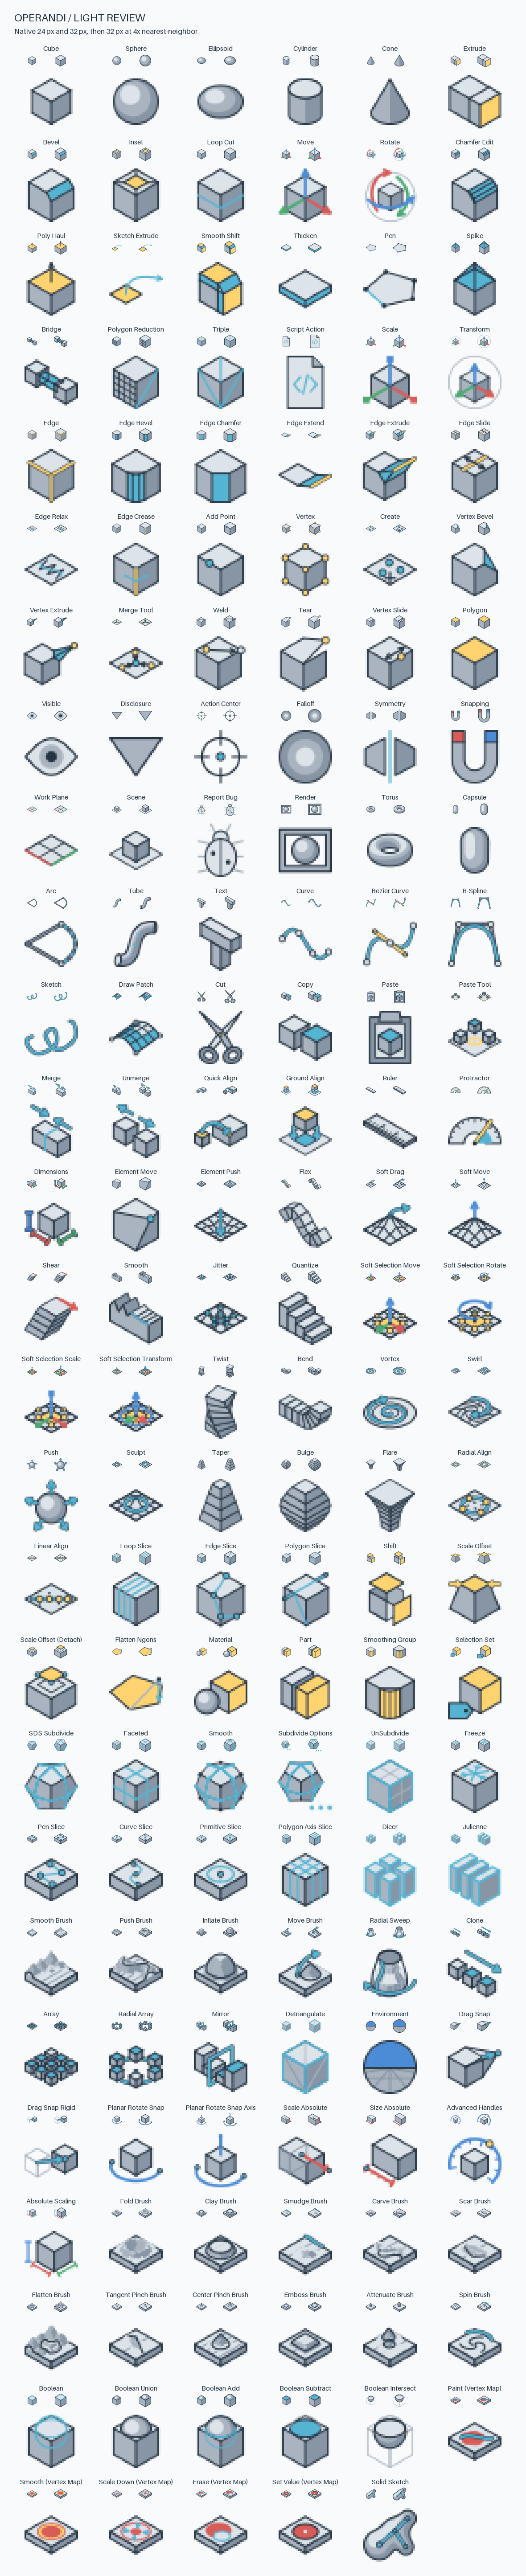 OPERANDI / LIGHT REVIEW
Native 24 px and 32 px, then 32 px at 4x nearest-neighbor
Cube Sphere Ellipsoid Cylinder Cone Extrude
Bevel Inset Loop Cut Move Rotate Chamfer Edit
Poly Haul Sketch Extrude Smooth Shift Thicken Pen Spike
Bridge Polygon Reduction Triple Script Action Scale Transform
Edge Edge Bevel Edge Chamfer Edge Extend Edge Extrude Edge Slide
Edge Relax Edge Crease Add Point Vertex Create Vertex Bevel
Vertex Extrude Merge Tool Weld Tear Vertex Slide Polygon
Visible Disclosure Action Center Falloff Symmetry Snapping
Work Plane Scene Report Bug Render Torus Capsule
Arc Tube Text Curve Bezier Curve B-Spline
Sketch Draw Patch Cut Copy Paste Paste Tool
Merge Unmerge Quick Align Ground Align Ruler Protractor
Dimensions Element Move Element Push Flex Soft Drag Soft Move
Shear Smooth Jitter Quantize Soft Selection Move Soft Selection Rotate
Soft Selection Scale Soft Selection Transform Twist Bend Vortex Swirl
Push Sculpt Taper Bulge Flare Radial Align
Linear Align Loop Slice Edge Slice Polygon Slice Shift Scale Offset
Scale Offset (Detach) Flatten Ngons Material Part Smoothing Group Selection Set
SDS Subdivide Faceted Smooth Subdivide Options UnSubdivide Freeze
Pen Slice Curve Slice Primitive Slice Polygon Axis Slice Dicer Julienne
Smooth Brush Push Brush Inflate Brush Move Brush Radial Sweep Clone
Array Radial Array Mirror Detriangulate Environment Drag Snap
Drag Snap Rigid Planar Rotate Snap Planar Rotate Snap Axis Scale Absolute Size Absolute Advanced Handles
Absolute Scaling Fold Brush Clay Brush Smudge Brush Carve Brush Scar Brush
Flatten Brush Tangent Pinch Brush Center Pinch Brush Emboss Brush Attenuate Brush Spin Brush
Boolean Boolean Union Boolean Add Boolean Subtract Boolean Intersect Paint (Vertex Map)
Smooth (Vertex Map) Scale Down (Vertex Map) Erase (Vertex Map) Set Value (Vertex Map) Solid Sketch